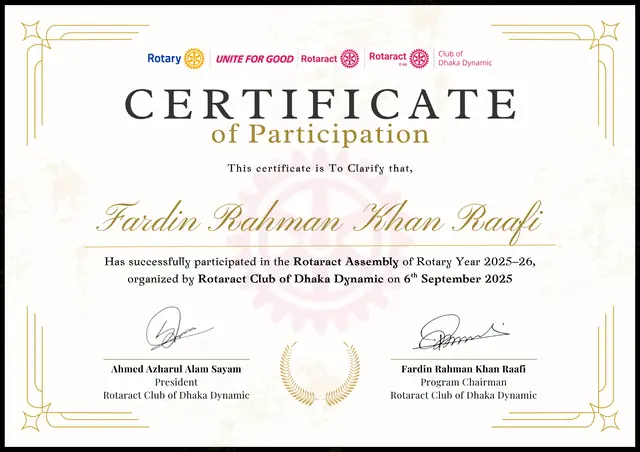 Rotary UNITE FOR GOOD Rotaract Rotaract Club of
Dhaka Dynamic
CERTIFICATE
of Participation
This certificate is To Clarify that,
Fardin Rahman Khan Raafi
Has successfully participated in the Rotaract Assembly of Rotary Year 2025–26,
organized by Rotaract Club of Dhaka Dynamic on 6th September 2025
Ahmed Azharul Alam Sayam
President
Rotaract Club of Dhaka Dynamic
Fardin Rahman Khan Raafi
Program Chairman
Rotaract Club of Dhaka Dynamic